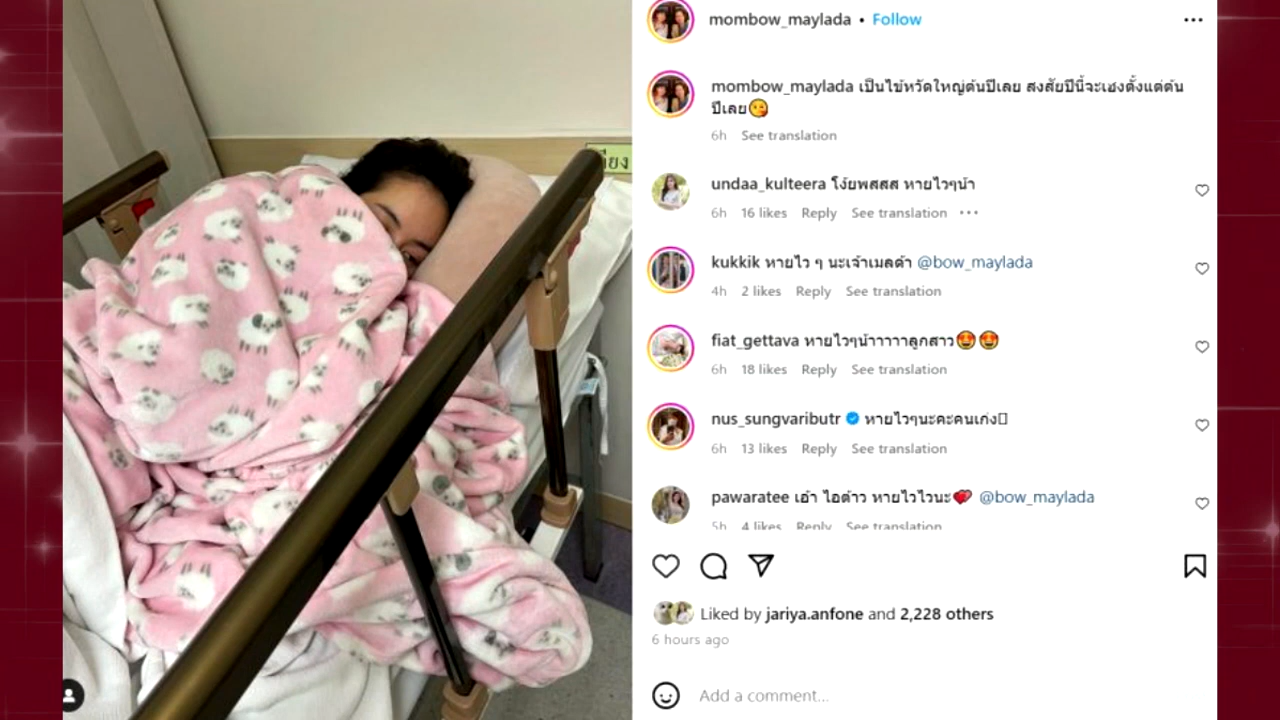 mombow_maylada • Follow
mombow_maylada เป็นไข้หวัดใหญ่ต้นปีเลย สงสัยปีนี้จะเฮงตั้งแต่ต้น
ปีเลย😘
6h See translation
undaa_kulteera โง้ยพสสส หายไวๆน้า
6h 16 likes Reply See translation
kukkik หายไว ๆ นะเจ้าเมลด้า @bow_maylada
4h 2 likes Reply See translation
fiat_gettava หายไวๆน้าาาาาลูกสาว🤩🤩
6h 18 likes Reply See translation
nus_sungvaributr หายไวๆนะคะคนเก่ง
6h 13 likes Reply See translation
pawaratee เอ๋า ไอต้าว หายไวไวนะ💕 @bow_maylada
5h 4 likes Reply See translation
Liked by jariya.anfone and 2,228 others
6 hours ago
Add a comment...